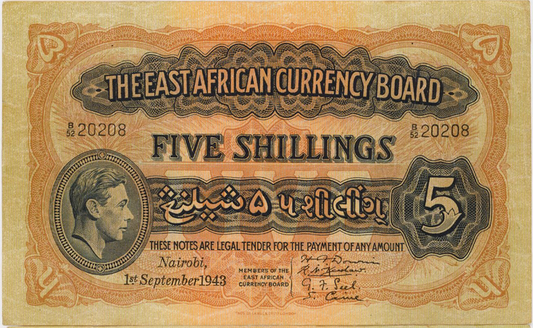 THE EAST AFRICAN CURRENCY BOARD
B/52 20208
B/52 20208
FIVE SHILLINGS
شيلنغ ۵ ૫ શીલીંગ
5
THESE NOTES ARE LEGAL TENDER FOR THE PAYMENT OF ANY AMOUNT
Nairobi,
1st September 1943
MEMBERS OF THE
EAST AFRICAN
CURRENCY BOARD